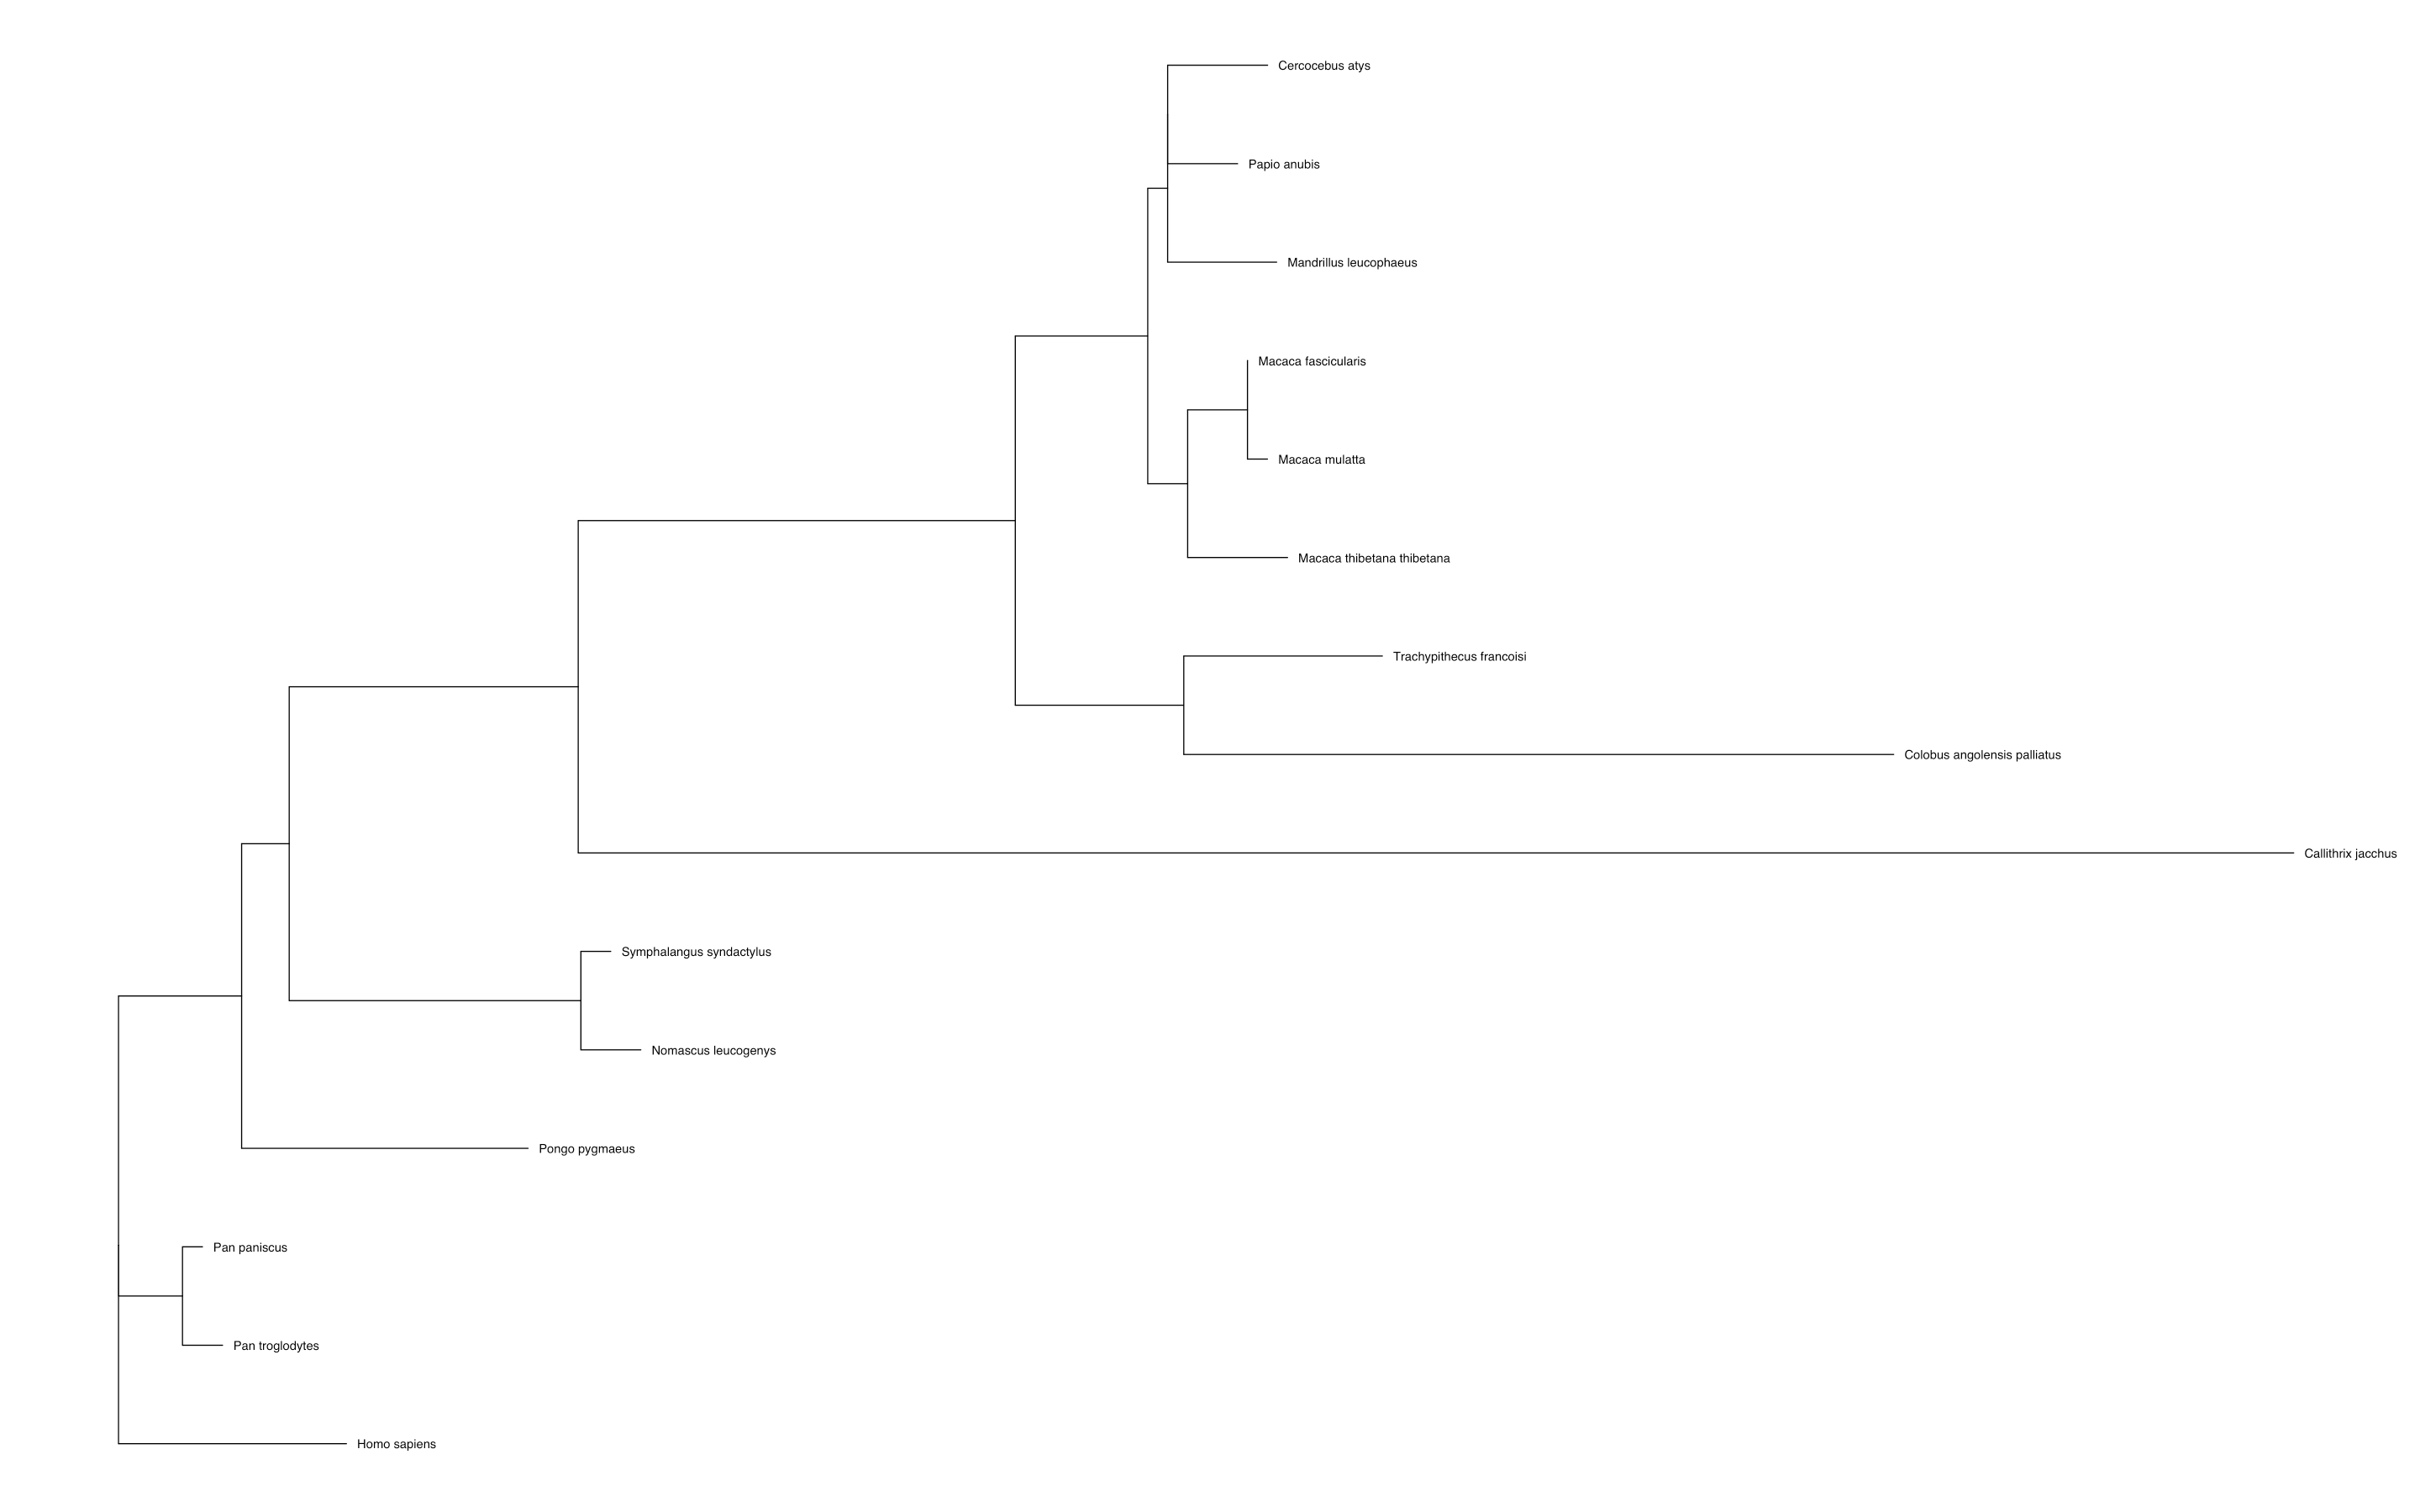 Cercocebus atys
Papio anubis
Mandrillus leucophaeus
Macaca fascicularis
Macaca mulatta
Macaca thibetana thibetana
Trachypithecus francoisi
Colobus angolensis palliatus
Callithrix jacchus
Symphalangus syndactylus
Nomascus leucogenys
Pongo pygmaeus
Pan paniscus
Pan troglodytes
Homo sapiens